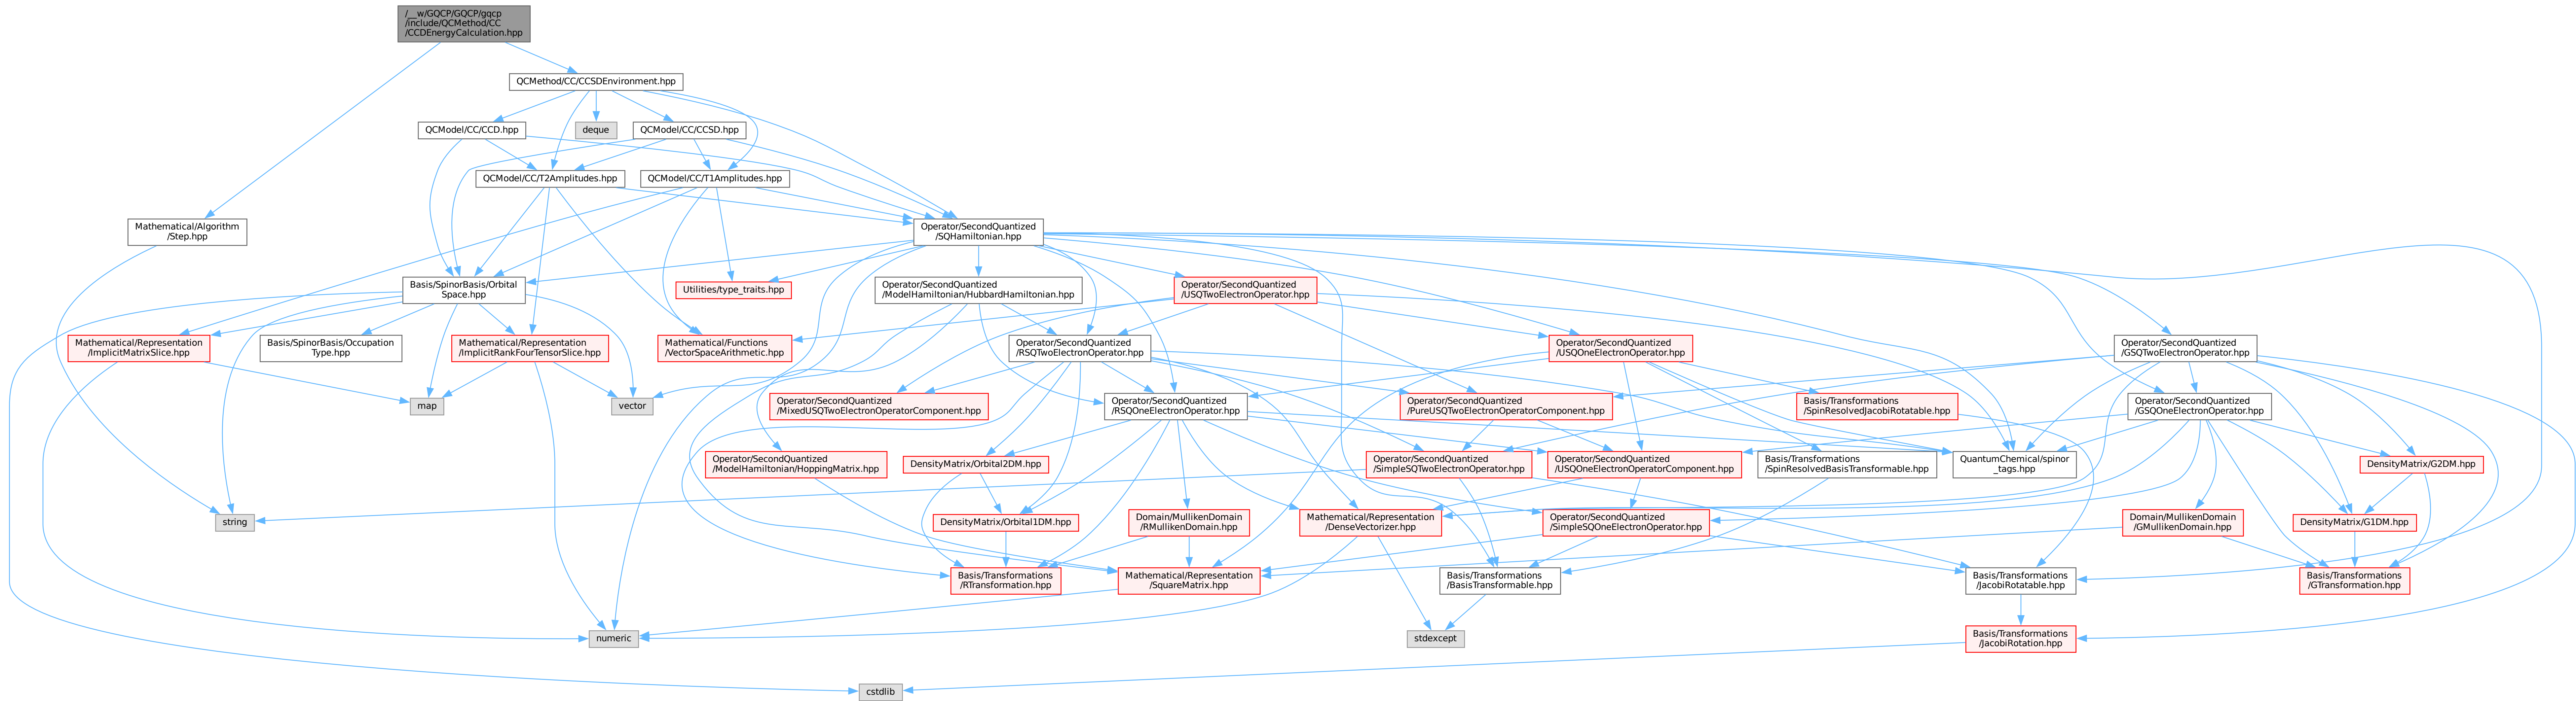 /__w/GQCP/GQCP/gqcp
/include/QCMethod/CC
/CCDEnergyCalculation.hpp
QCMethod/CC/CCSDEnvironment.hpp
QCModel/CC/CCD.hpp
deque
QCModel/CC/CCSD.hpp
QCModel/CC/T2Amplitudes.hpp
QCModel/CC/T1Amplitudes.hpp
Mathematical/Algorithm
/Step.hpp
Operator/SecondQuantized
/SQHamiltonian.hpp
Basis/SpinorBasis/Orbital
Space.hpp
Utilities/type_traits.hpp
Operator/SecondQuantized
/ModelHamiltonian/HubbardHamiltonian.hpp
Operator/SecondQuantized
/USQTwoElectronOperator.hpp
Mathematical/Representation
/ImplicitMatrixSlice.hpp
Basis/SpinorBasis/Occupation
Type.hpp
Mathematical/Representation
/ImplicitRankFourTensorSlice.hpp
Mathematical/Functions
/VectorSpaceArithmetic.hpp
Operator/SecondQuantized
/RSQTwoElectronOperator.hpp
Operator/SecondQuantized
/USQOneElectronOperator.hpp
Operator/SecondQuantized
/GSQTwoElectronOperator.hpp
map
vector
Operator/SecondQuantized
/MixedUSQTwoElectronOperatorComponent.hpp
Operator/SecondQuantized
/RSQOneElectronOperator.hpp
Operator/SecondQuantized
/PureUSQTwoElectronOperatorComponent.hpp
Basis/Transformations
/SpinResolvedJacobiRotatable.hpp
Operator/SecondQuantized
/GSQOneElectronOperator.hpp
Operator/SecondQuantized
/ModelHamiltonian/HoppingMatrix.hpp
DensityMatrix/Orbital2DM.hpp
Operator/SecondQuantized
/SimpleSQTwoElectronOperator.hpp
Operator/SecondQuantized
/USQOneElectronOperatorComponent.hpp
Basis/Transformations
/SpinResolvedBasisTransformable.hpp
QuantumChemical/spinor
_tags.hpp
DensityMatrix/G2DM.hpp
string
DensityMatrix/Orbital1DM.hpp
Domain/MullikenDomain
/RMullikenDomain.hpp
Mathematical/Representation
/DenseVectorizer.hpp
Operator/SecondQuantized
/SimpleSQOneElectronOperator.hpp
Domain/MullikenDomain
/GMullikenDomain.hpp
DensityMatrix/G1DM.hpp
Basis/Transformations
/RTransformation.hpp
Mathematical/Representation
/SquareMatrix.hpp
Basis/Transformations
/BasisTransformable.hpp
Basis/Transformations
/JacobiRotatable.hpp
Basis/Transformations
/GTransformation.hpp
numeric
stdexcept
Basis/Transformations
/JacobiRotation.hpp
cstdlib